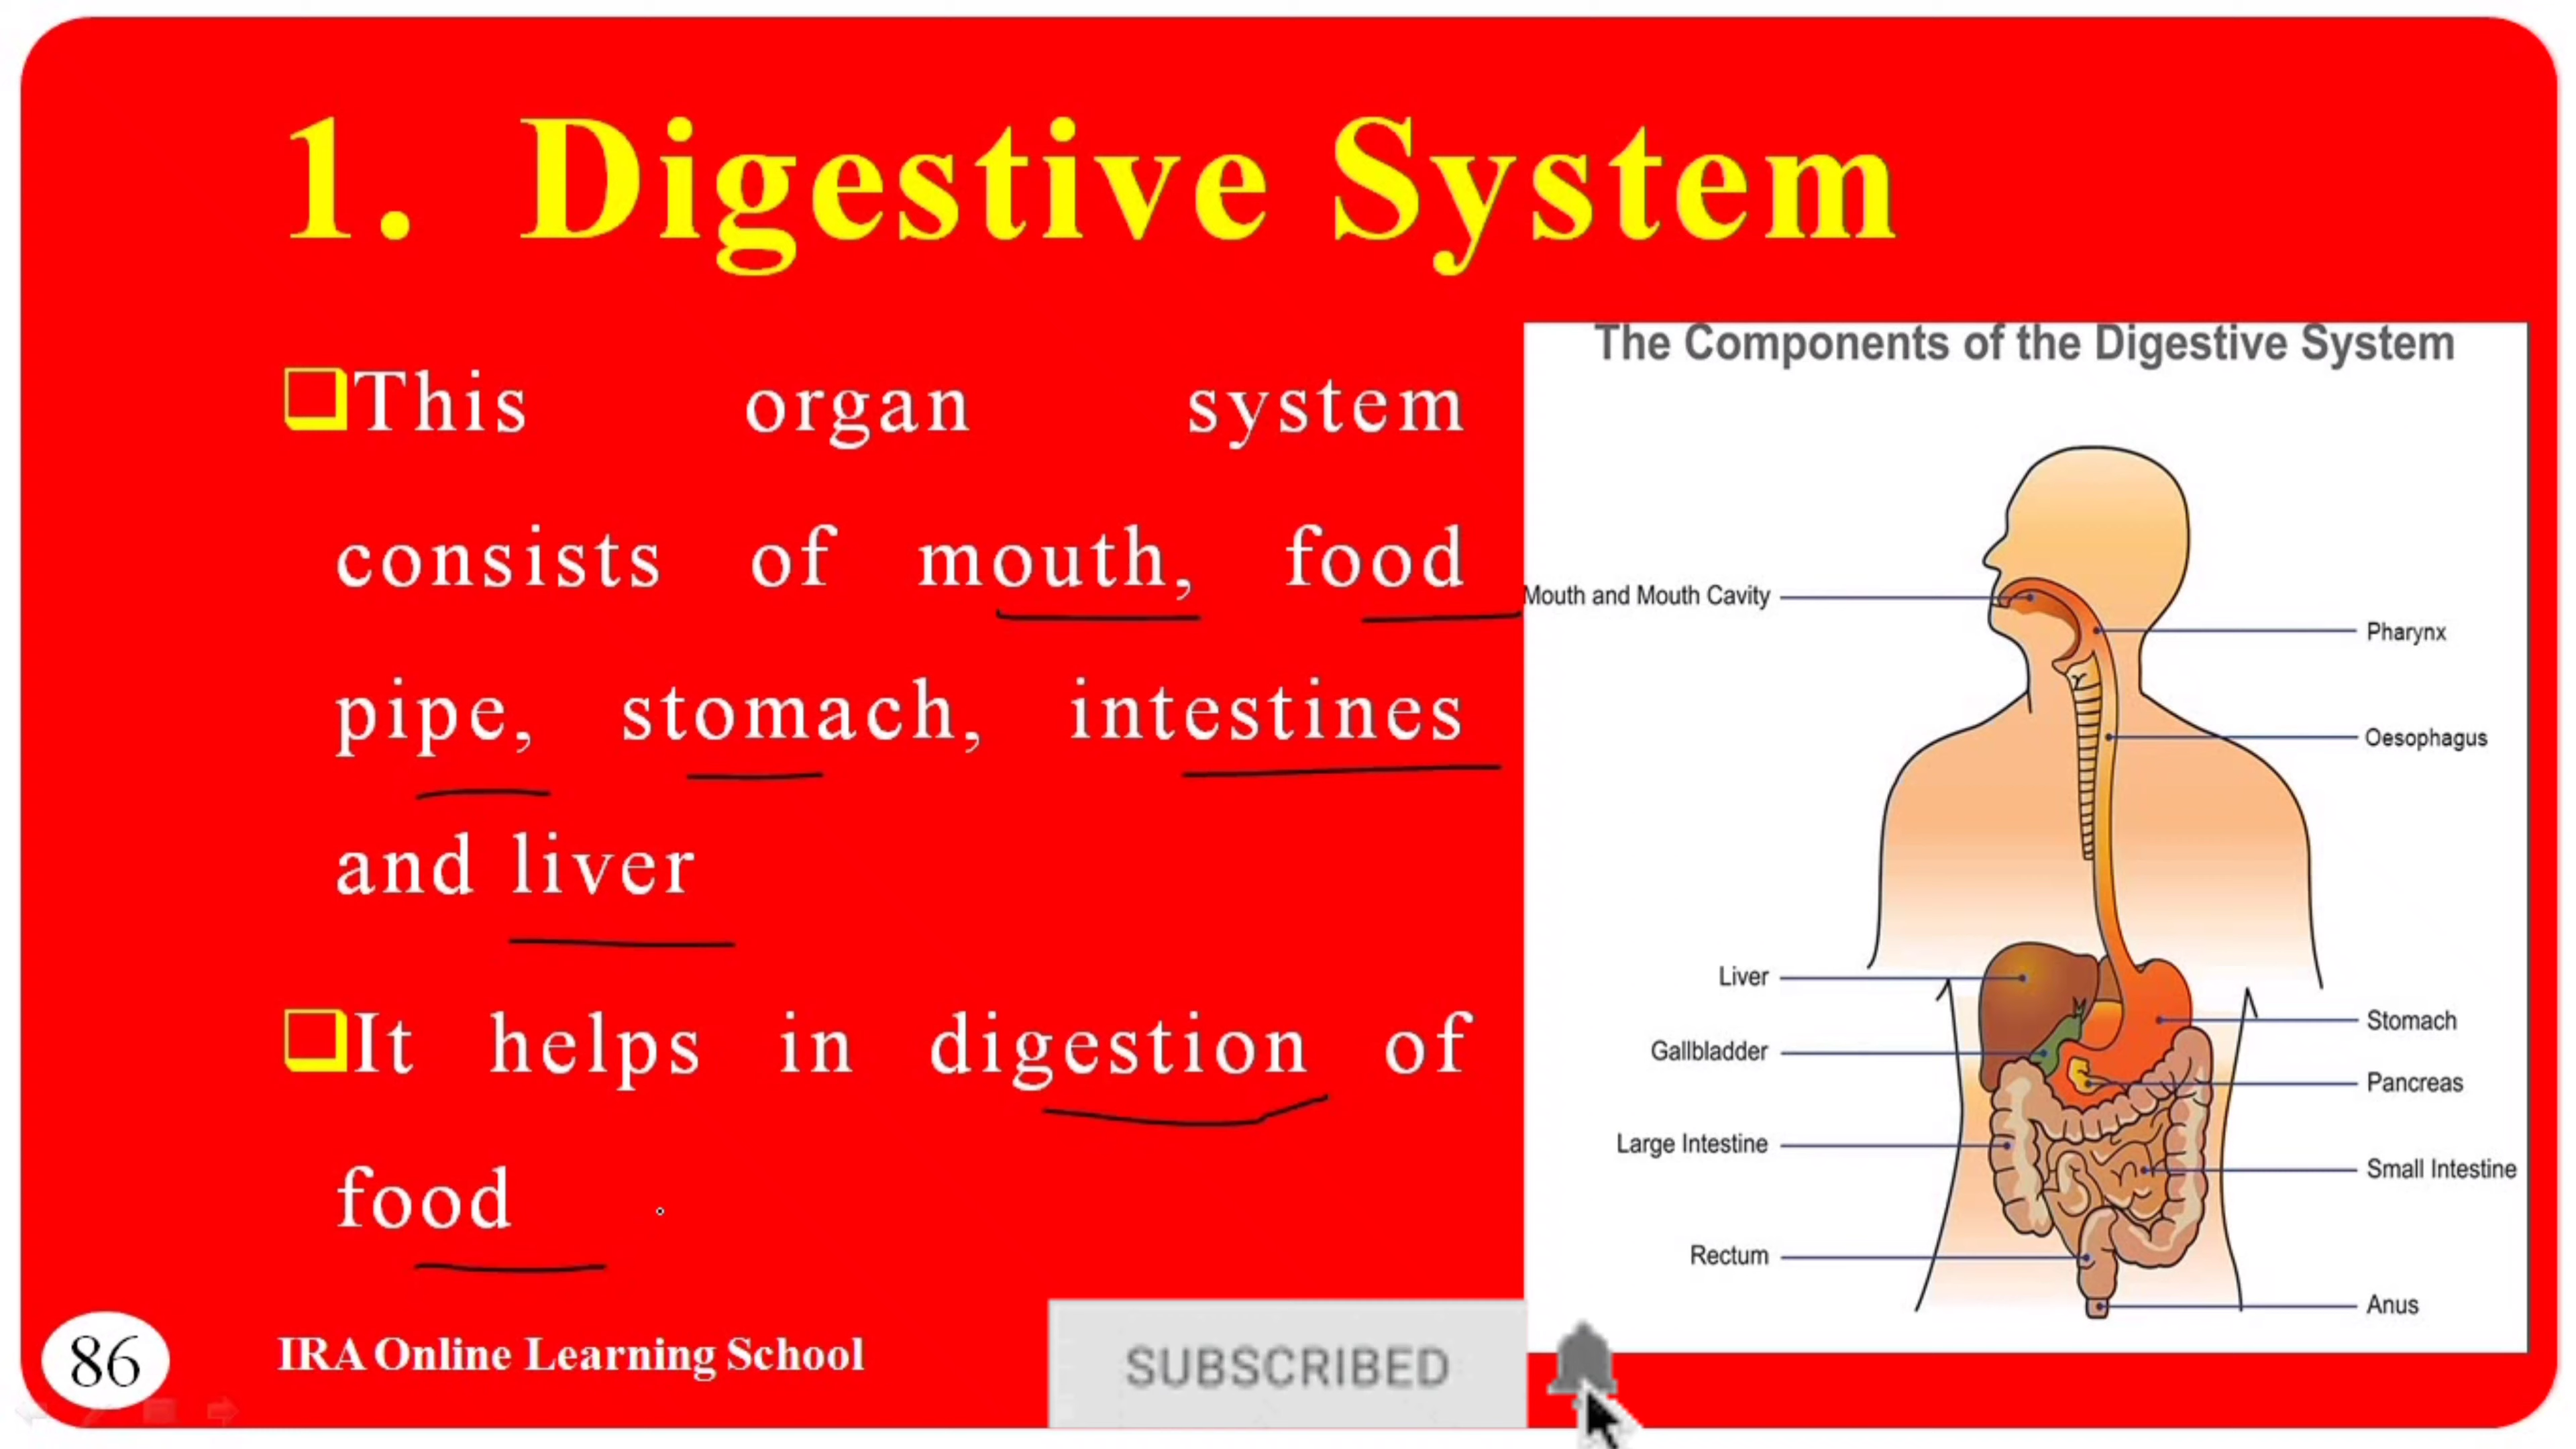 1. Digestive System
This organ system
consists of mouth, food
pipe, stomach, intestines
and liver
It helps in digestion of
food
The Components of the Digestive System
Mouth and Mouth Cavity
Pharynx
Oesophagus
Liver
Stomach
Gallbladder
Pancreas
Large Intestine
Small Intestine
Rectum
Anus
86
IRA Online Learning School
SUBSCRIBED